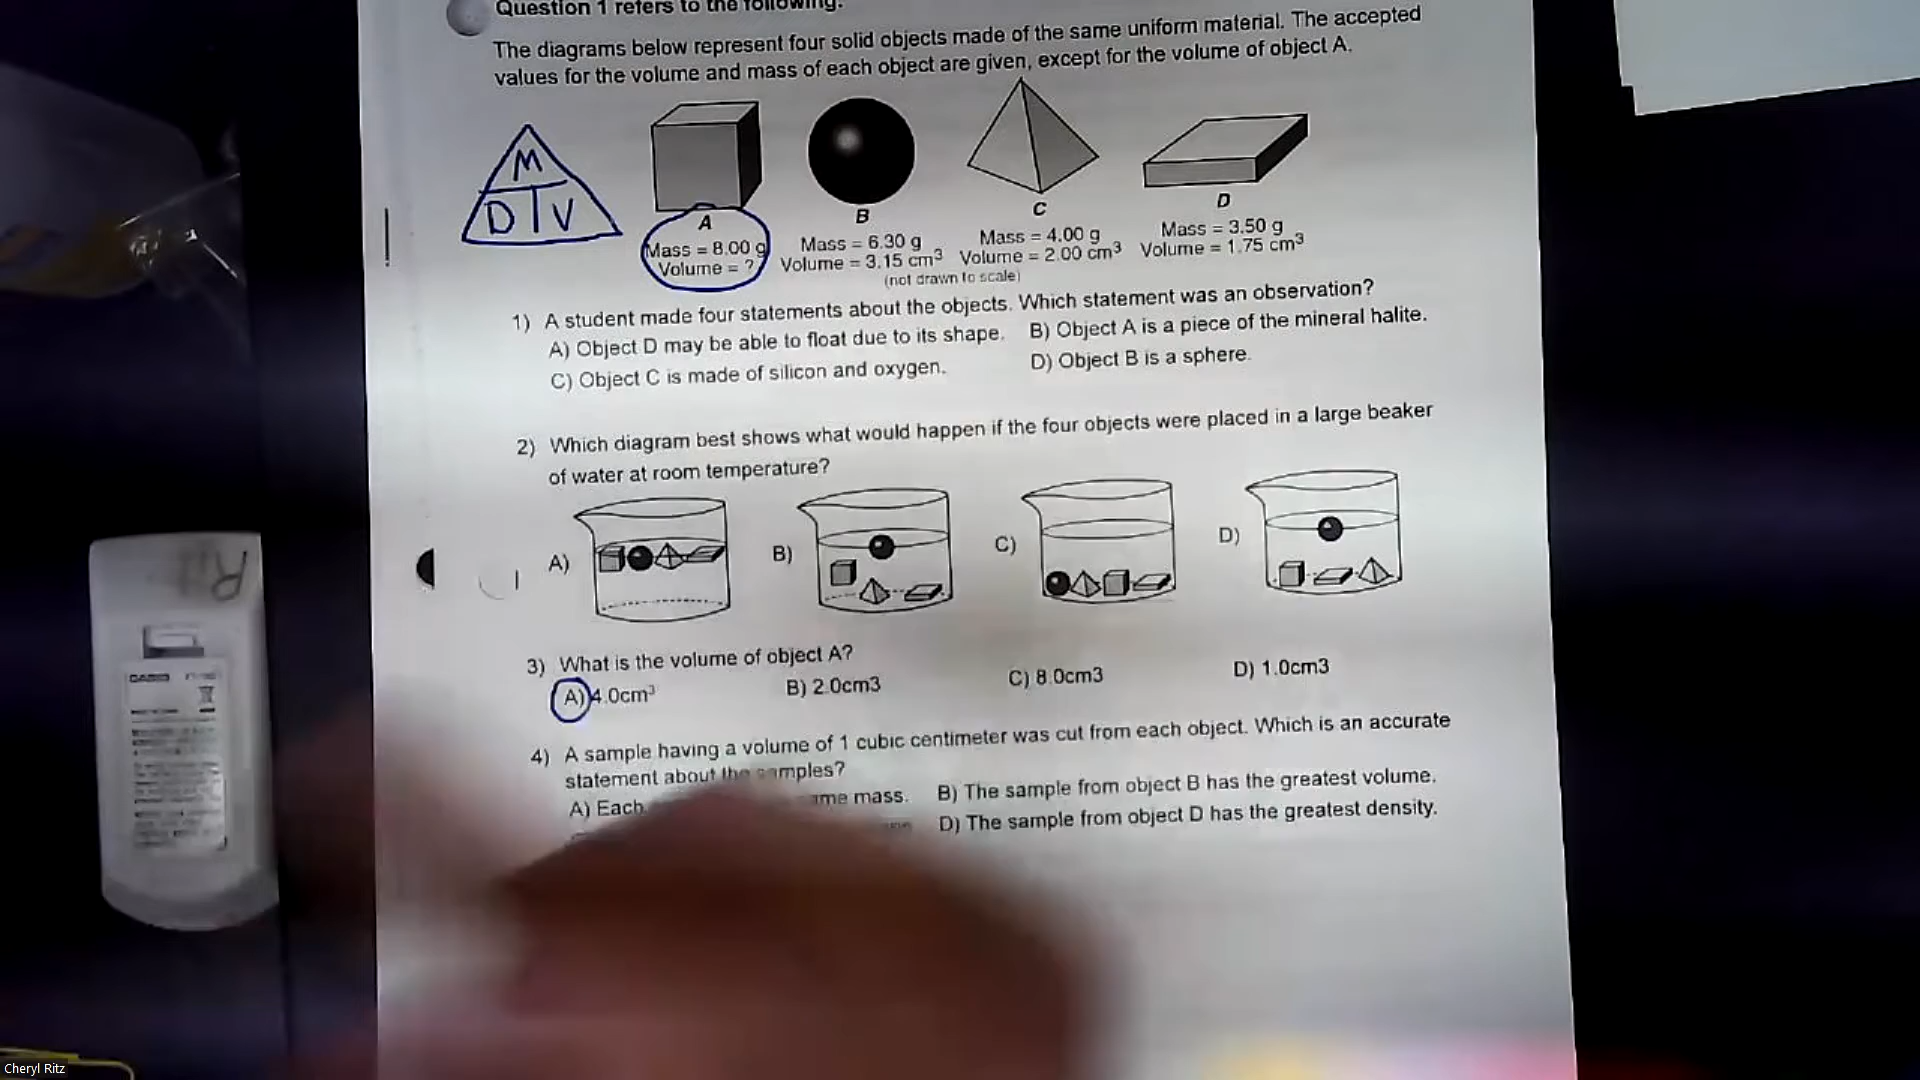 Question 1 refers to the following.
The diagrams below represent four solid objects made of the same uniform material. The accepted
values for the volume and mass of each object are given, except for the volume of object A.
M
D V
A
B
C
D
Mass = 8.00 g
Volume = ?
Mass = 6.30 g
Volume = 3.15 cm³
Mass = 4.00 g
Volume = 2.00 cm³
Mass = 3.50 g
Volume = 1.75 cm³
(not drawn to scale)
1) A student made four statements about the objects. Which statement was an observation?
A) Object D may be able to float due to its shape. B) Object A is a piece of the mineral halite.
C) Object C is made of silicon and oxygen. D) Object B is a sphere.
2) Which diagram best shows what would happen if the four objects were placed in a large beaker
of water at room temperature?
A) B) C) D)
3) What is the volume of object A?
A) 4.0cm³ B) 2.0cm3 C) 8.0cm3 D) 1.0cm3
4) A sample having a volume of 1 cubic centimeter was cut from each object. Which is an accurate
statement about the samples?
A) Each mass. B) The sample from object B has the greatest volume.
D) The sample from object D has the greatest density.
CASIO
Cheryl Ritz